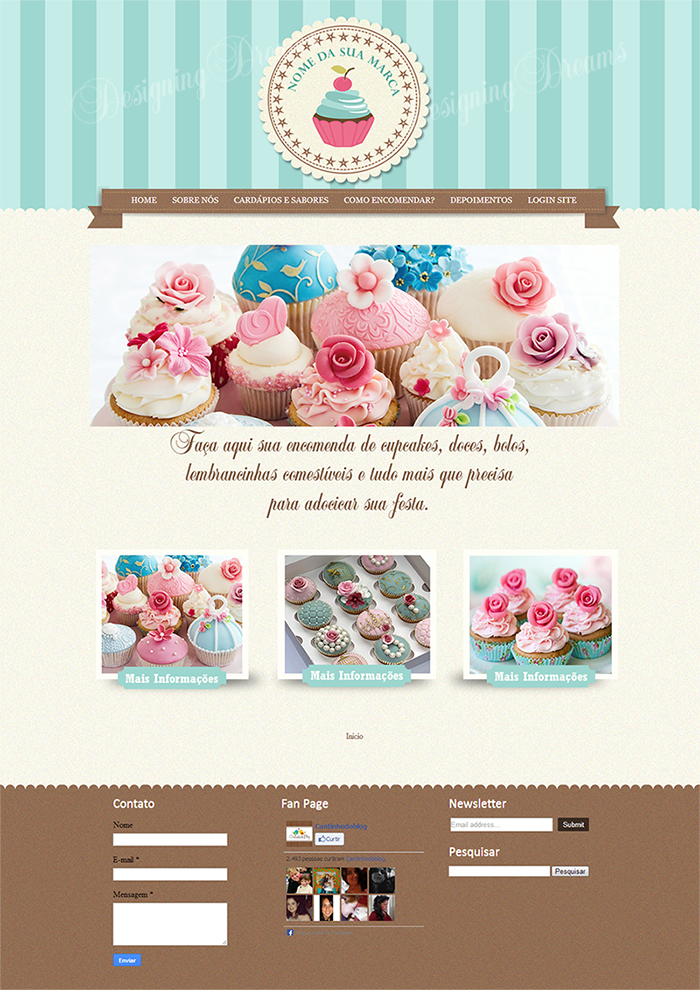 Designing Dreams
Designing Dreams
NOME DA SUA MARCA
HOME SOBRE NÓS CARDÁPIOS E SABORES COMO ENCOMENDAR? DEPOIMENTOS LOGIN SITE
Faça aqui sua encomenda de cupcakes, doces, bolos,
lembrancinhas comestíveis e tudo mais que precisa
para adocicar sua festa.
Mais Informações Mais Informações Mais Informações
Inicio
Contato
Nome
E-mail *
Mensagem *
Enviar
Fan Page
Cantinhodoblog
Curtir
2.493 pessoas curtiram Cantinhodoblog.
Newsletter
Email address... Submit
Pesquisar
Pesquisar